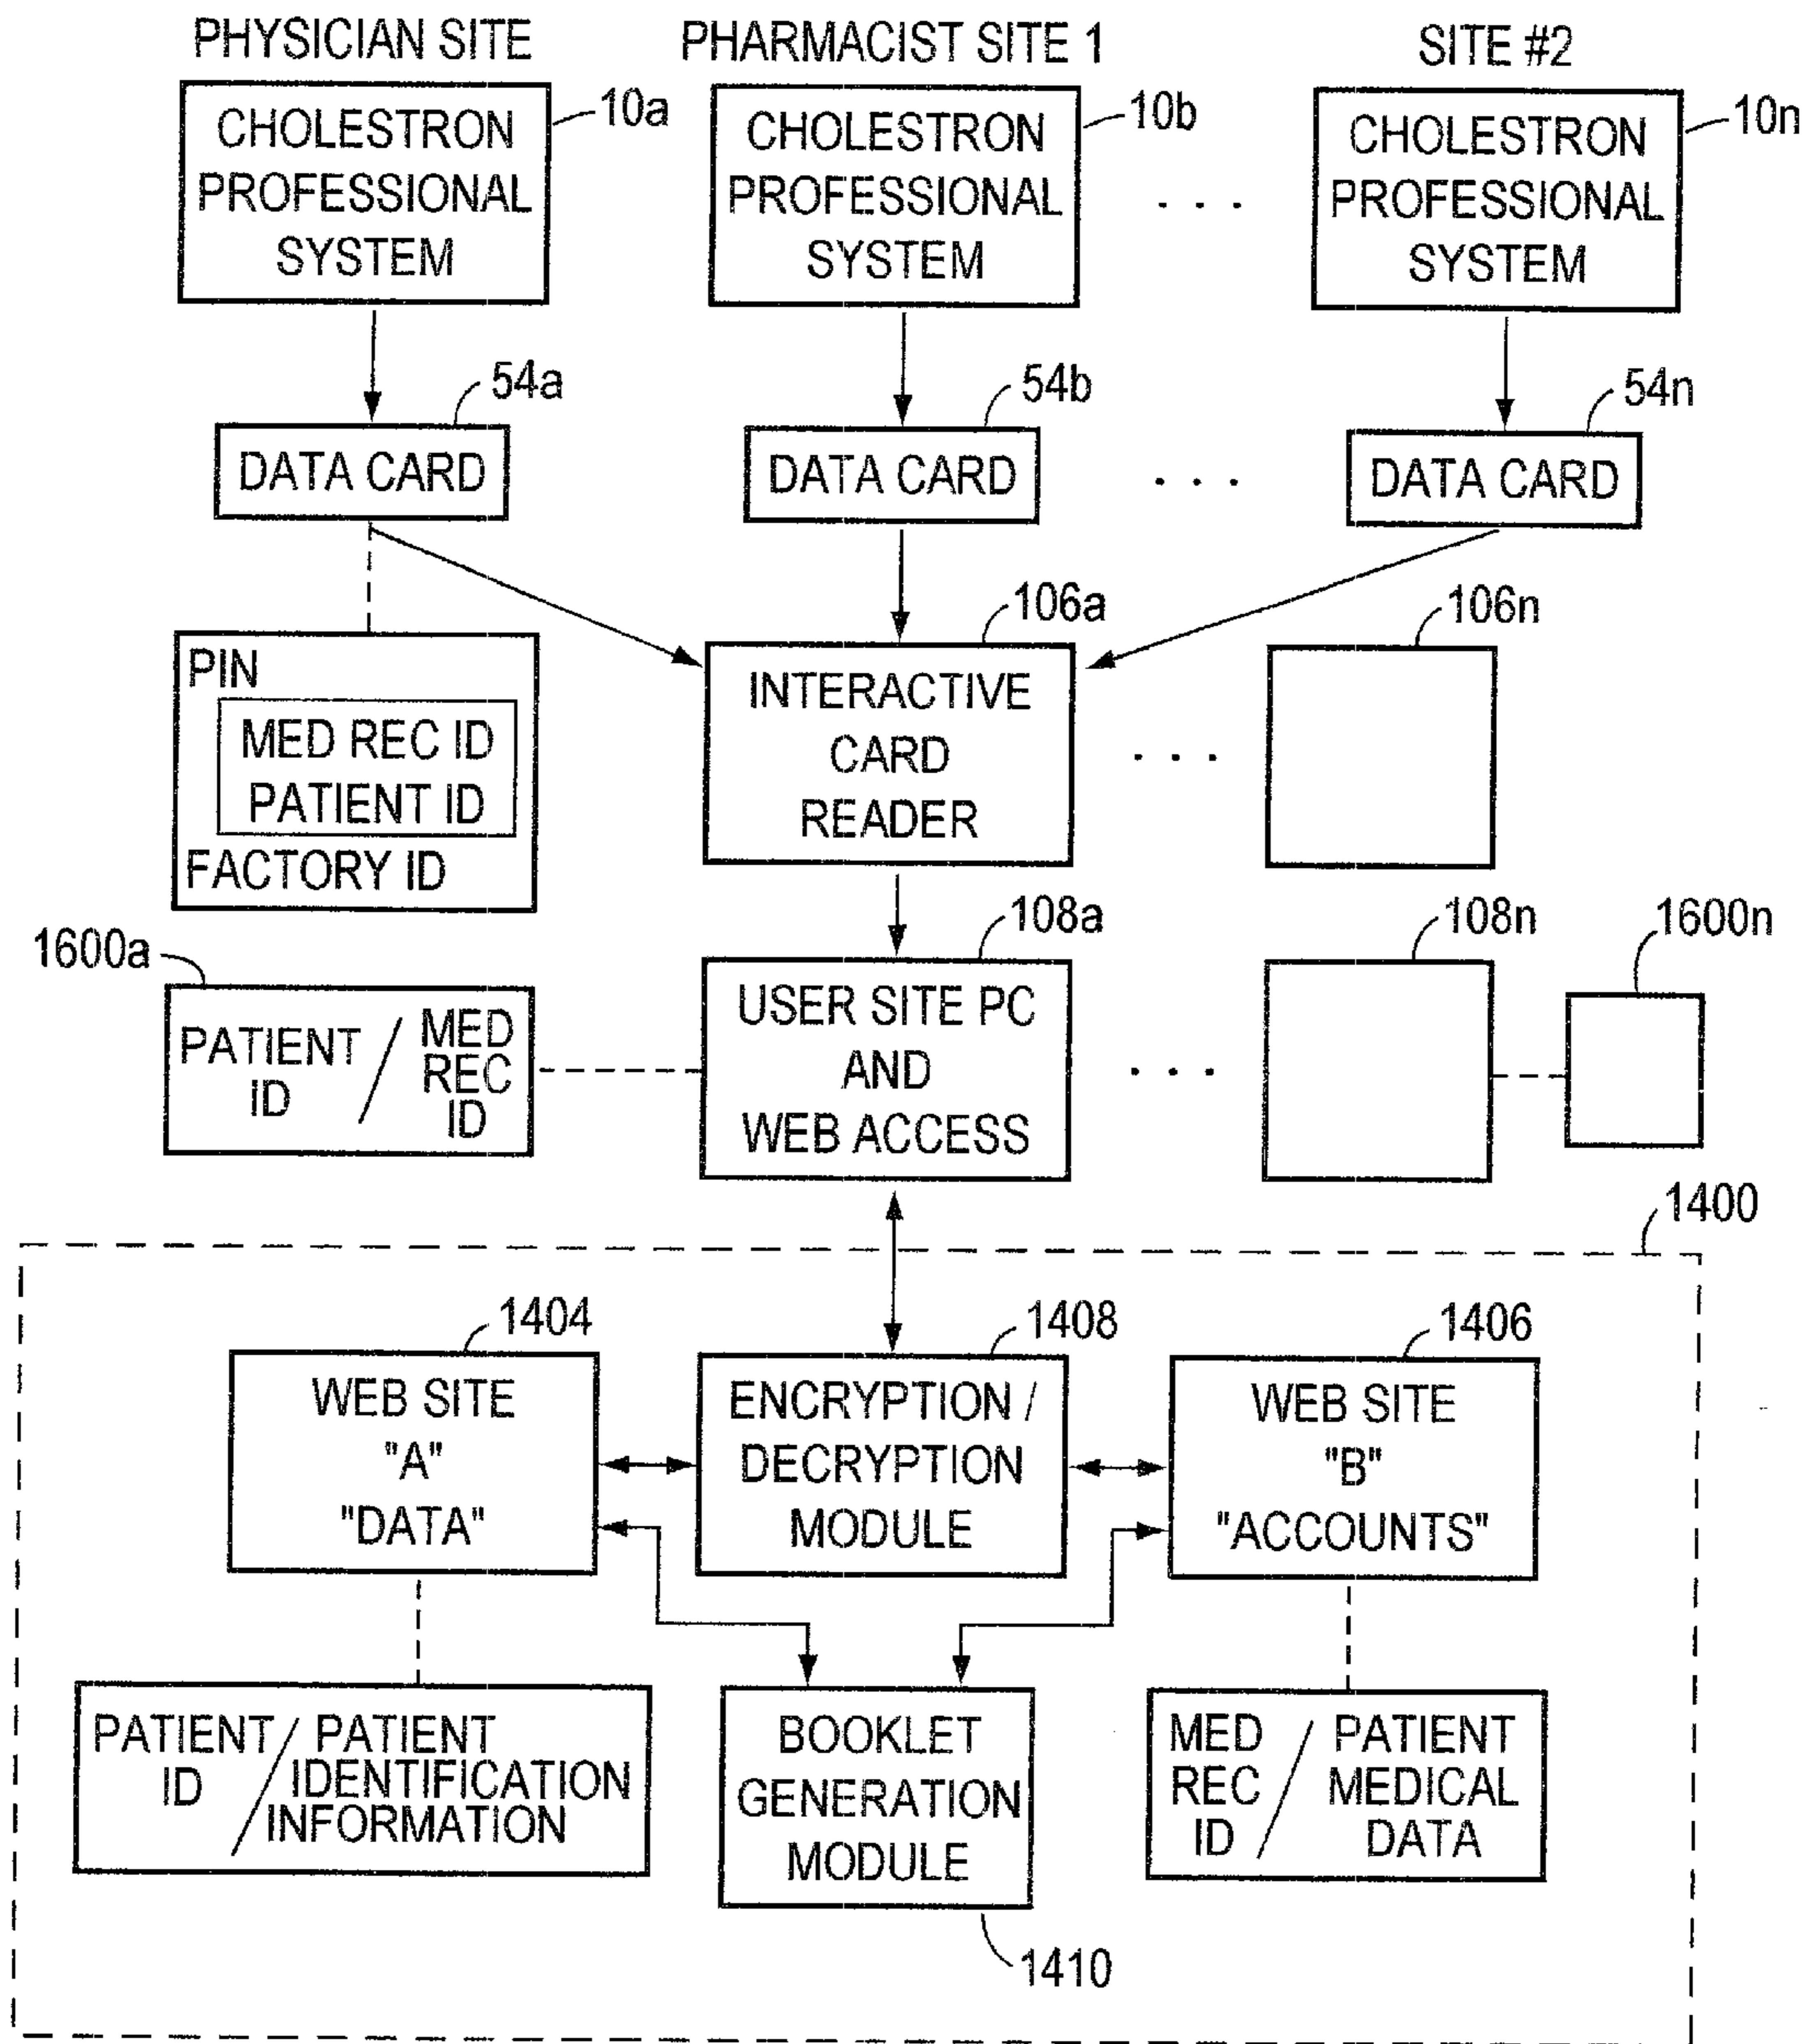 PHYSICIAN SITE
PHARMACIST SITE 1
SITE #2
CHOLESTRON
PROFESSIONAL
SYSTEM
10a
CHOLESTRON
PROFESSIONAL
SYSTEM
10b
. . .
CHOLESTRON
PROFESSIONAL
SYSTEM
10n
DATA CARD
54a
DATA CARD
54b
. . .
DATA CARD
54n
PIN
MED REC ID
PATIENT ID
FACTORY ID
INTERACTIVE
CARD
READER
106a
. . .
106n
1600a
PATIENT
ID
/
MED
REC
ID
USER SITE PC
AND
WEB ACCESS
108a
. . .
108n
1600n
1400
WEB SITE
"A"
"DATA"
1404
ENCRYPTION /
DECRYPTION
MODULE
1408
WEB SITE
"B"
"ACCOUNTS"
1406
PATIENT
ID
/
PATIENT
IDENTIFICATION
INFORMATION
BOOKLET
GENERATION
MODULE
1410
MED
REC
ID
/
PATIENT
MEDICAL
DATA